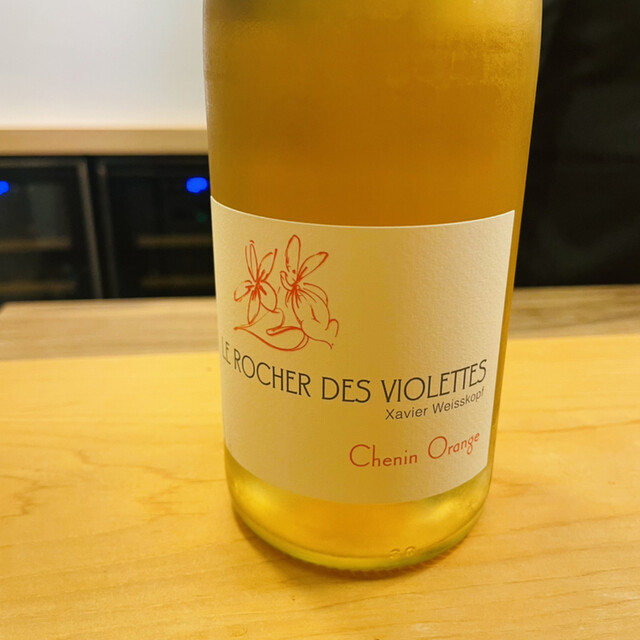 LE ROCHER DES VIOLETTES
Xavier Weisskopf
Chenin Orange